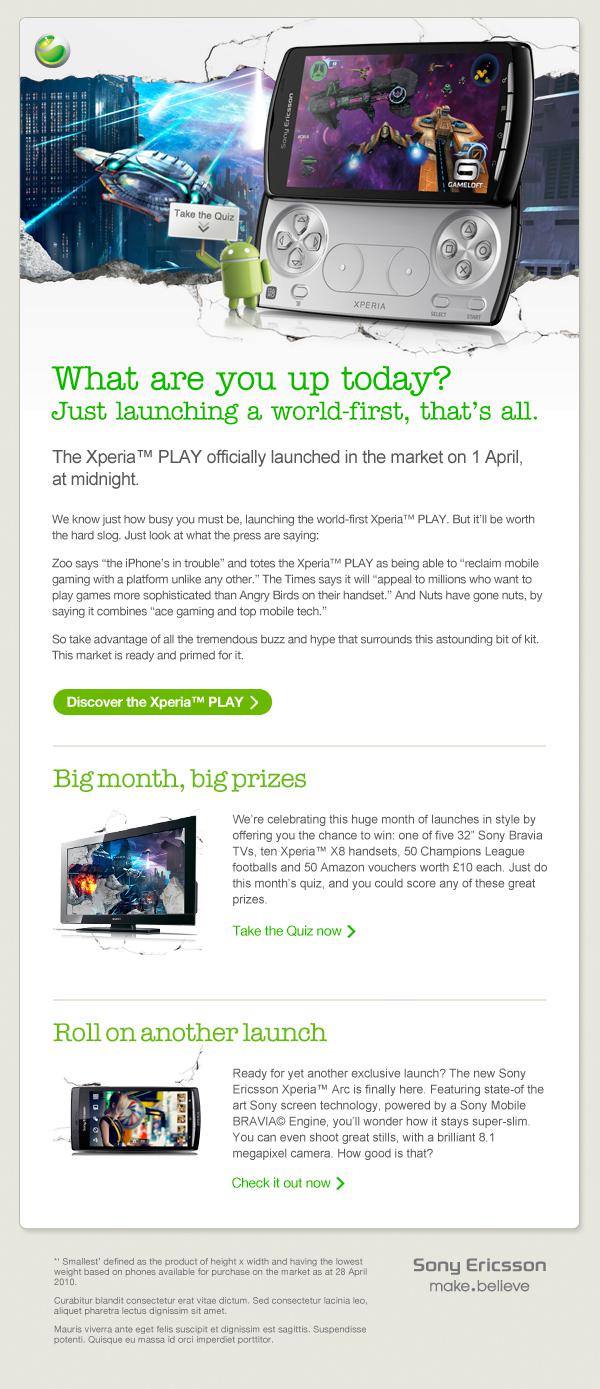 Sony Ericsson
GAMELOFT
Take the Quiz
XPERIA
SELECT
START
What are you up today?
Just launching a world-first, that's all.
The Xperia™ PLAY officially launched in the market on 1 April,
at midnight.
We know just how busy you must be, launching the world-first Xperia™ PLAY. But it'll be worth
the hard slog. Just look at what the press are saying:
Zoo says “the iPhone's in trouble” and totes the Xperia™ PLAY as being able to “reclaim mobile
gaming with a platform unlike any other.” The Times says it will “appeal to millions who want to
play games more sophisticated than Angry Birds on their handset.” And Nuts have gone nuts, by
saying it combines “ace gaming and top mobile tech.”
So take advantage of all the tremendous buzz and hype that surrounds this astounding bit of kit.
This market is ready and primed for it.
Discover the Xperia™ PLAY
Big month, big prizes
We're celebrating this huge month of launches in style by
offering you the chance to win: one of five 32” Sony Bravia
TVs, ten Xperia™ X8 handsets, 50 Champions League
footballs and 50 Amazon vouchers worth £10 each. Just do
this month's quiz, and you could score any of these great
prizes.
Take the Quiz now
Roll on another launch
Ready for yet another exclusive launch? The new Sony
Ericsson Xperia™ Arc is finally here. Featuring state-of the
art Sony screen technology, powered by a Sony Mobile
BRAVIA© Engine, you'll wonder how it stays super-slim.
You can even shoot great stills, with a brilliant 8.1
megapixel camera. How good is that?
Check it out now
"' Smallest' defined as the product of height x width and having the lowest
weight based on phones available for purchase on the market as at 28 April
2010.
Curabitur blandit consectetur erat vitae dictum. Sed consectetur lacinia leo,
aliquet pharetra lectus dignissim sit amet.
Mauris viverra ante eget felis suscipit et dignissim est sagittis. Suspendisse
potenti. Quisque eu massa id orci imperdiet porttitor.
Sony Ericsson
make.believe